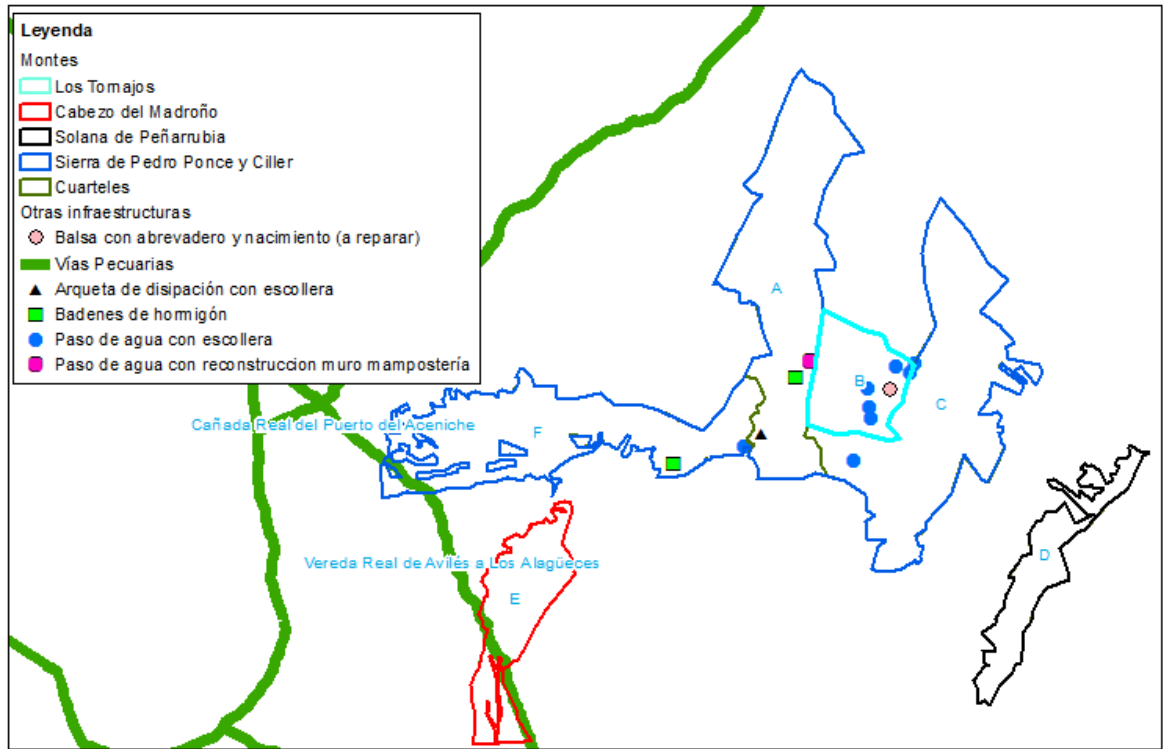 Leyenda
Montes
Los Tomajos
Cabezo del Madroño
Solana de Peñarrubia
Sierra de Pedro Ponce y Ciller
Cuarteles
Otras infraestructuras
Balsa con abrevadero y nacimiento (a reparar)
Vías Pecuarias
Arqueta de disipación con escollera
Badenes de hormigón
Paso de agua con escollera
Paso de agua con reconstruccion muro mampostería
A
B
C
Cañada Real del Puerto del Aceniche
F
D
Vereda Real de Avilés a Los Alagüeces
E